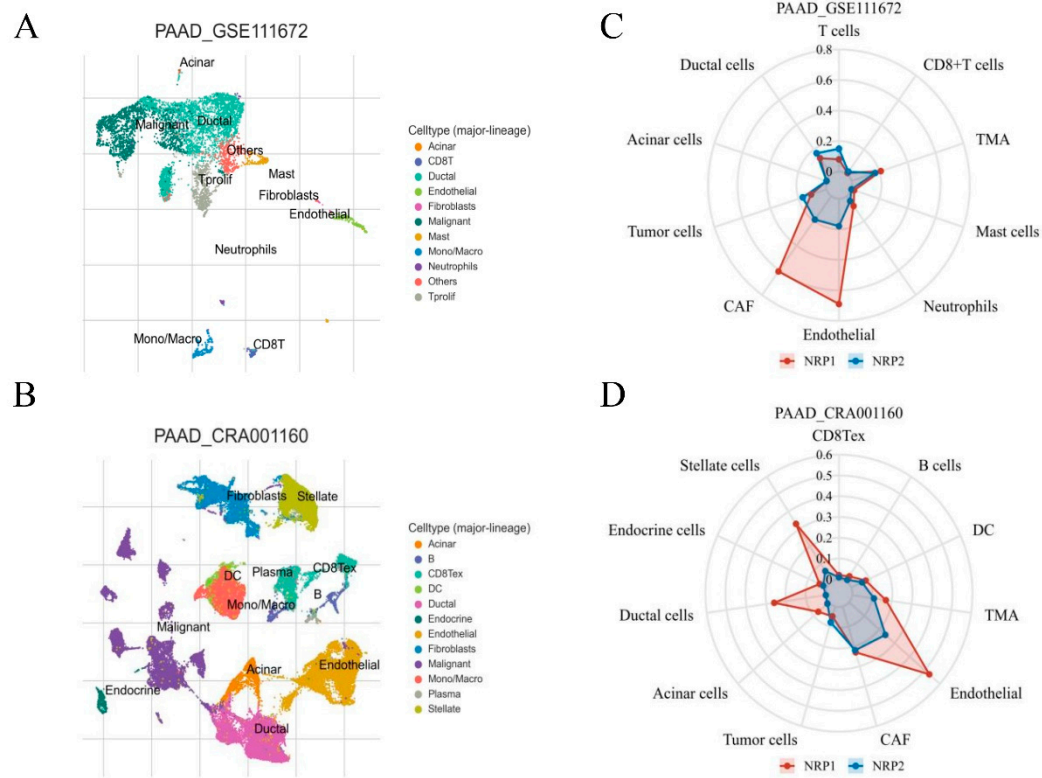 A
PAAD_GSE111672
Acinar
Malignant
Ductal
Others
Tprolif
Mast
Fibroblasts
Endothelial
Neutrophils
Mono/Macro
CD8T
Celltype (major-lineage)
Acinar
CD8T
Ductal
Endothelial
Fibroblasts
Malignant
Mast
Mono/Macro
Neutrophils
Others
Tprolif
C
PAAD_GSE111672
T cells
0.8
0.6
0.4
0.2
0
Ductal cells
CD8+T cells
Acinar cells
TMA
Tumor cells
Mast cells
CAF
Neutrophils
Endothelial
NRP1 NRP2
B
PAAD_CRA001160
Fibroblasts
Stellate
DC
Plasma
CD8Tex
Mono/Macro
B
Malignant
Acinar
Endothelial
Endocrine
Ductal
Celltype (major-lineage)
Acinar
B
CD8Tex
DC
Ductal
Endocrine
Endothelial
Fibroblasts
Malignant
Mono/Macro
Plasma
Stellate
D
PAAD_CRA001160
CD8Tex
0.6
0.5
0.4
0.3
0.2
0.1
0
Stellate cells
B cells
Endocrine cells
DC
Ductal cells
TMA
Acinar cells
Endothelial
Tumor cells
CAF
NRP1 NRP2